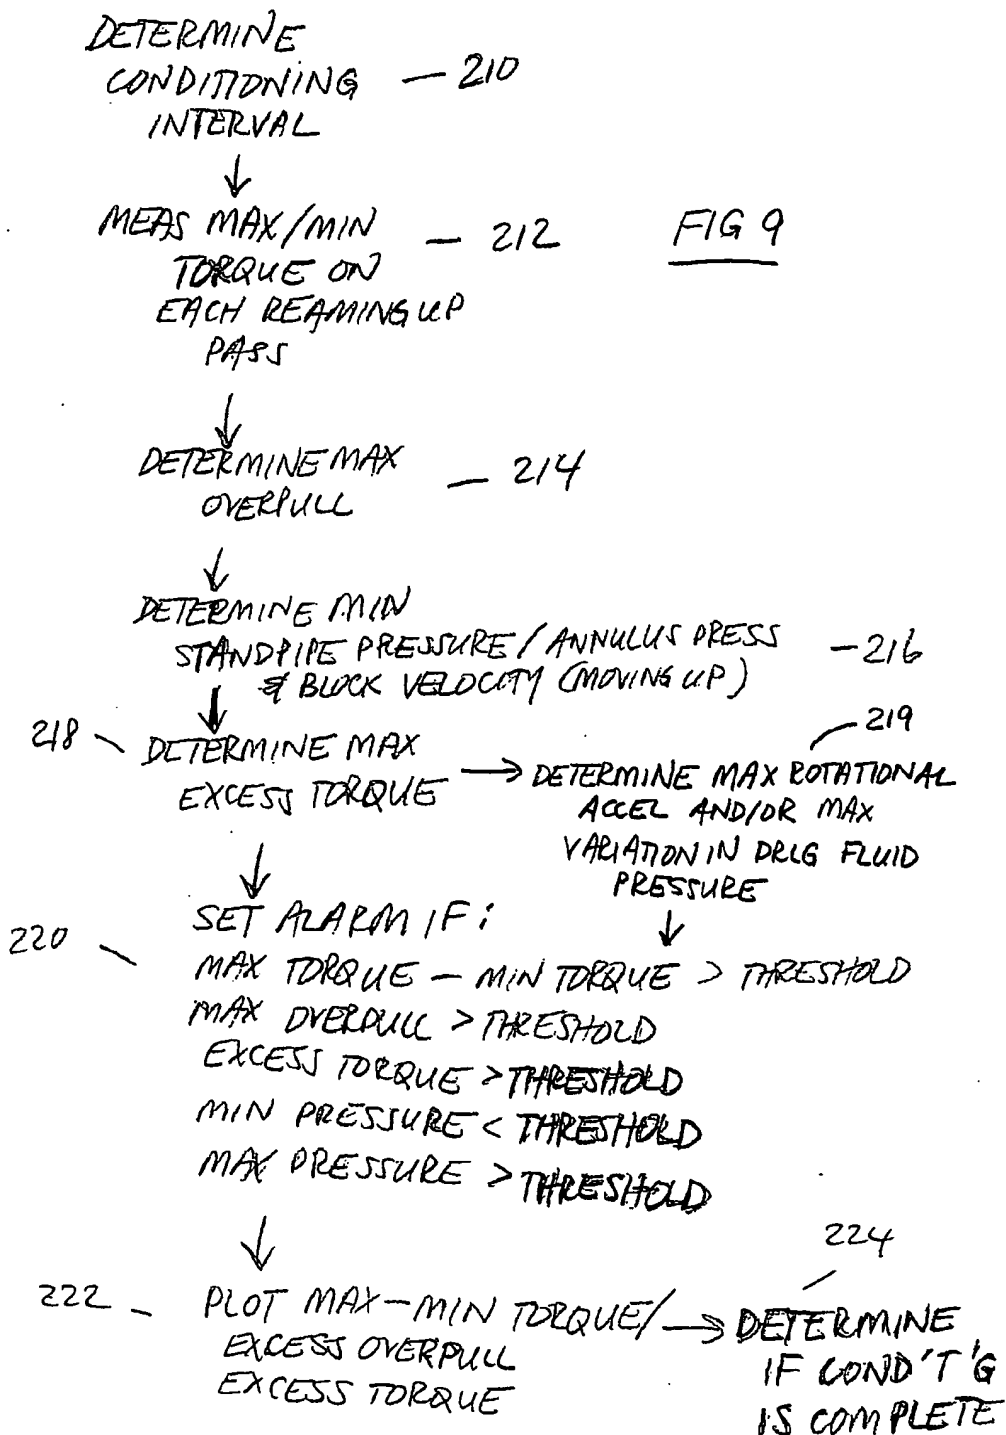 DETERMINE
CONDITIONING — 210
INTERVAL
MEAS MAX/MIN — 212
FIG 9
TORQUE ON
EACH REAMING UP
PASS
DETERMINE MAX — 214
OVERPULL
DETERMINE MIN
STANDPIPE PRESSURE / ANNULUS PRESS — 216
& BLOCK VELOCITY (MOVING UP)
218
DETERMINE MAX
EXCESS TORQUE
219
DETERMINE MAX ROTATIONAL
ACCEL AND/OR MAX
VARIATION IN DRLG FLUID
PRESSURE
220
SET ALARM IF:
MAX TORQUE — MIN TORQUE > THRESHOLD
MAX OVERPULL > THRESHOLD
EXCESS TORQUE > THRESHOLD
MIN PRESSURE < THRESHOLD
MAX PRESSURE > THRESHOLD
222
PLOT MAX-MIN TORQUE/
EXCESS OVERPULL
EXCESS TORQUE
224
DETERMINE
IF COND'T'G
IS COMPLETE